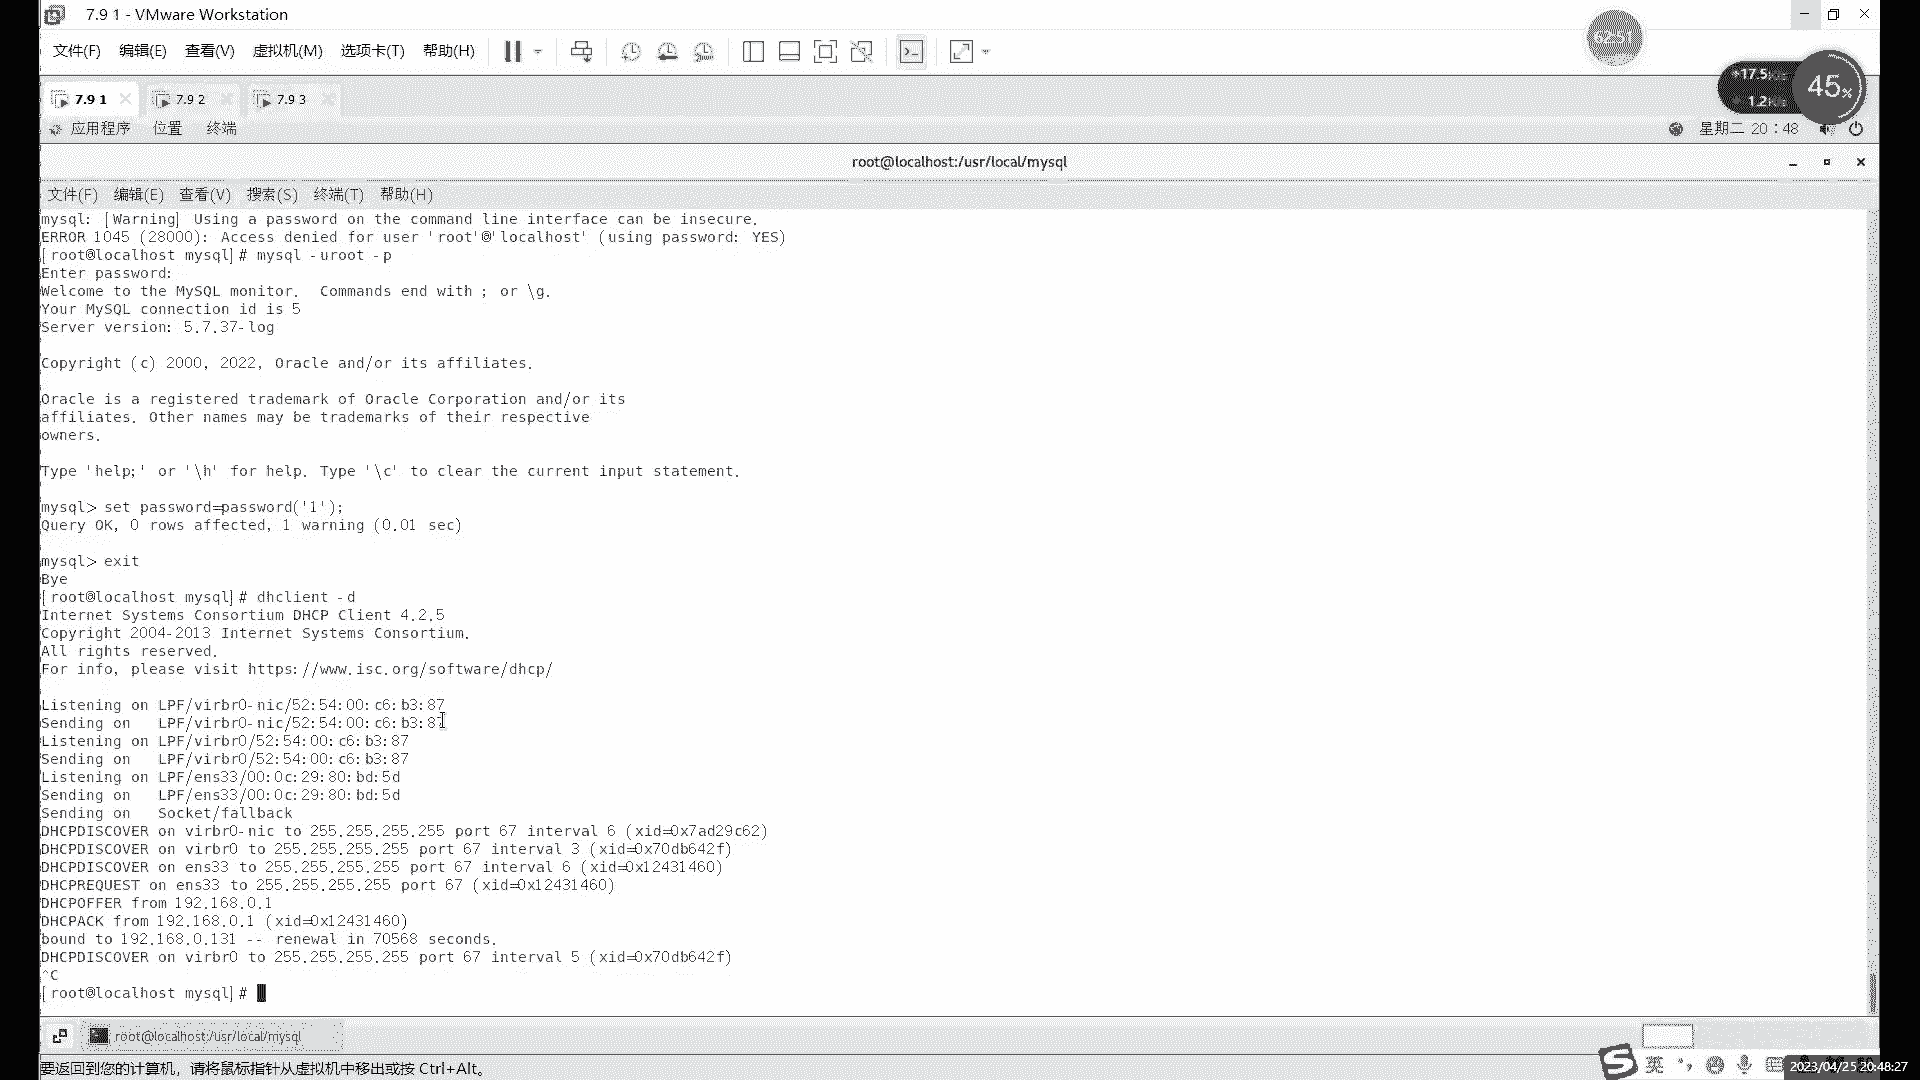 7.9 1 - VMware Workstation
文件(F) 编辑(E) 查看(V) 虚拟机(M) 选项卡(T) 帮助(H)
7.9 1 7.9 2 7.9 3
+17.5
1.2
45%
应用程序 位置 终端 星期二 20：48
root@localhost:/usr/local/mysql
文件(F) 编辑(E) 查看(V) 搜索(S) 终端(T) 帮助(H)
mysql: [Warning] Using a password on the command line interface can be insecure.
ERROR 1045 (28000): Access denied for user 'root'@'localhost' (using password: YES)
[root@localhost mysql]# mysql -uroot -p
Enter password:
Welcome to the MySQL monitor.  Commands end with ; or \g.
Your MySQL connection id is 5
Server version: 5.7.37-log
Copyright (c) 2000, 2022, Oracle and/or its affiliates.
Oracle is a registered trademark of Oracle Corporation and/or its
affiliates. Other names may be trademarks of their respective
owners.
Type 'help;' or '\h' for help. Type '\c' to clear the current input statement.
mysql> set password=password('1');
Query OK, 0 rows affected, 1 warning (0.01 sec)
mysql> exit
Bye
[root@localhost mysql]# dhclient -d
Internet Systems Consortium DHCP Client 4.2.5
Copyright 2004-2013 Internet Systems Consortium.
All rights reserved.
For info, please visit https://www.isc.org/software/dhcp/
Listening on LPF/virbr0-nic/52:54:00:c6:b3:87
Sending on   LPF/virbr0-nic/52:54:00:c6:b3:87
Listening on LPF/virbr0/52:54:00:c6:b3:87
Sending on   LPF/virbr0/52:54:00:c6:b3:87
Listening on LPF/ens33/00:0c:29:80:bd:5d
Sending on   LPF/ens33/00:0c:29:80:bd:5d
Sending on   Socket/fallback
DHCPDISCOVER on virbr0-nic to 255.255.255.255 port 67 interval 6 (xid=0x7ad29c62)
DHCPDISCOVER on virbr0 to 255.255.255.255 port 67 interval 3 (xid=0x70db642f)
DHCPDISCOVER on ens33 to 255.255.255.255 port 67 interval 6 (xid=0x12431460)
DHCPREQUEST on ens33 to 255.255.255.255 port 67 (xid=0x12431460)
DHCPOFFER from 192.168.0.1
DHCPACK from 192.168.0.1 (xid=0x12431460)
bound to 192.168.0.131 -- renewal in 70568 seconds.
DHCPDISCOVER on virbr0 to 255.255.255.255 port 67 interval 5 (xid=0x70db642f)
^C
[root@localhost mysql]#
root@localhost:/usr/local/mysql
要返回到您的计算机，请将鼠标指针从虚拟机中移出或按 Ctrl+Alt。
英
2023/04/25 20:48:27